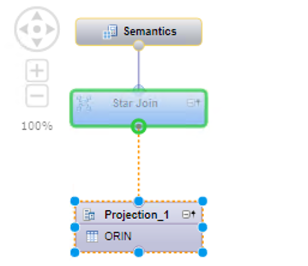 Semantics
Star Join
100%
Projection_1
ORIN